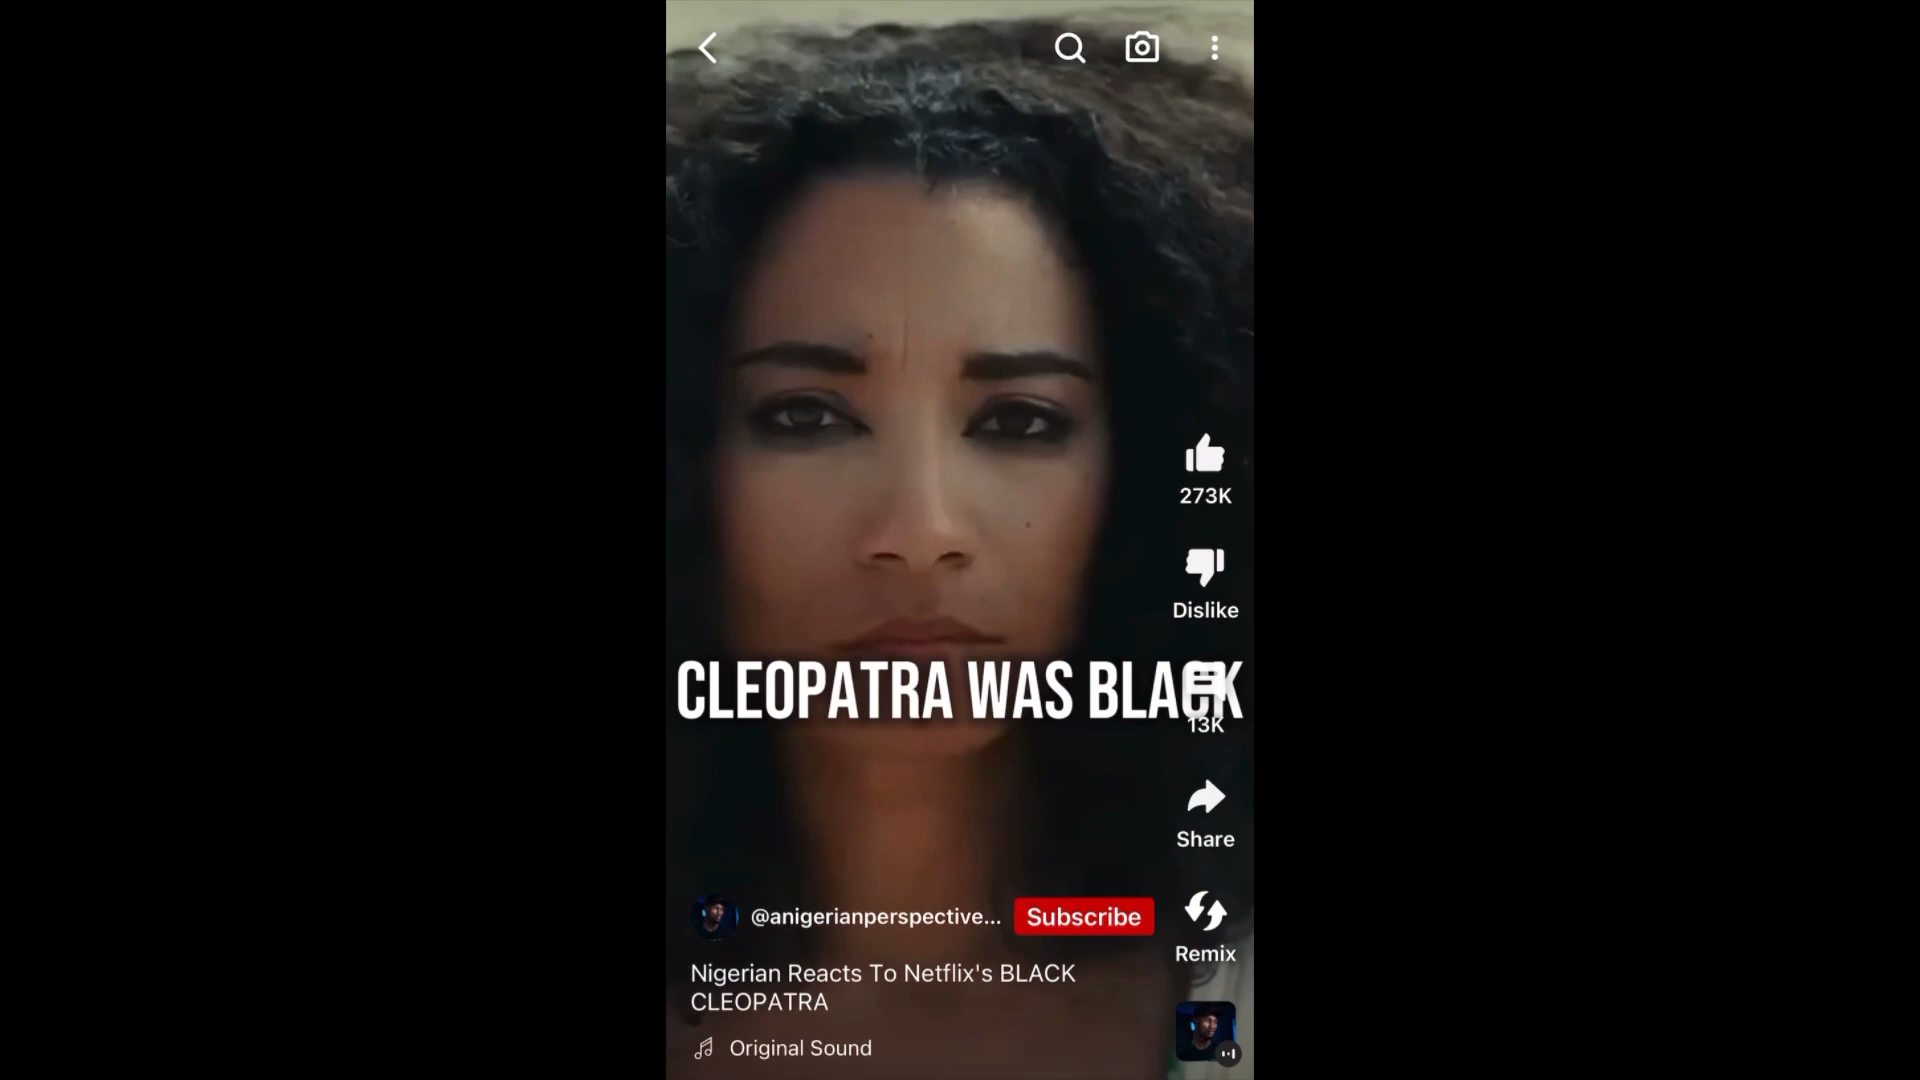 273K
Dislike
CLEOPATRA WAS BLACK
13K
Share
@anigerianperspective...
Subscribe
Remix
Nigerian Reacts To Netflix's BLACK
CLEOPATRA
Original Sound